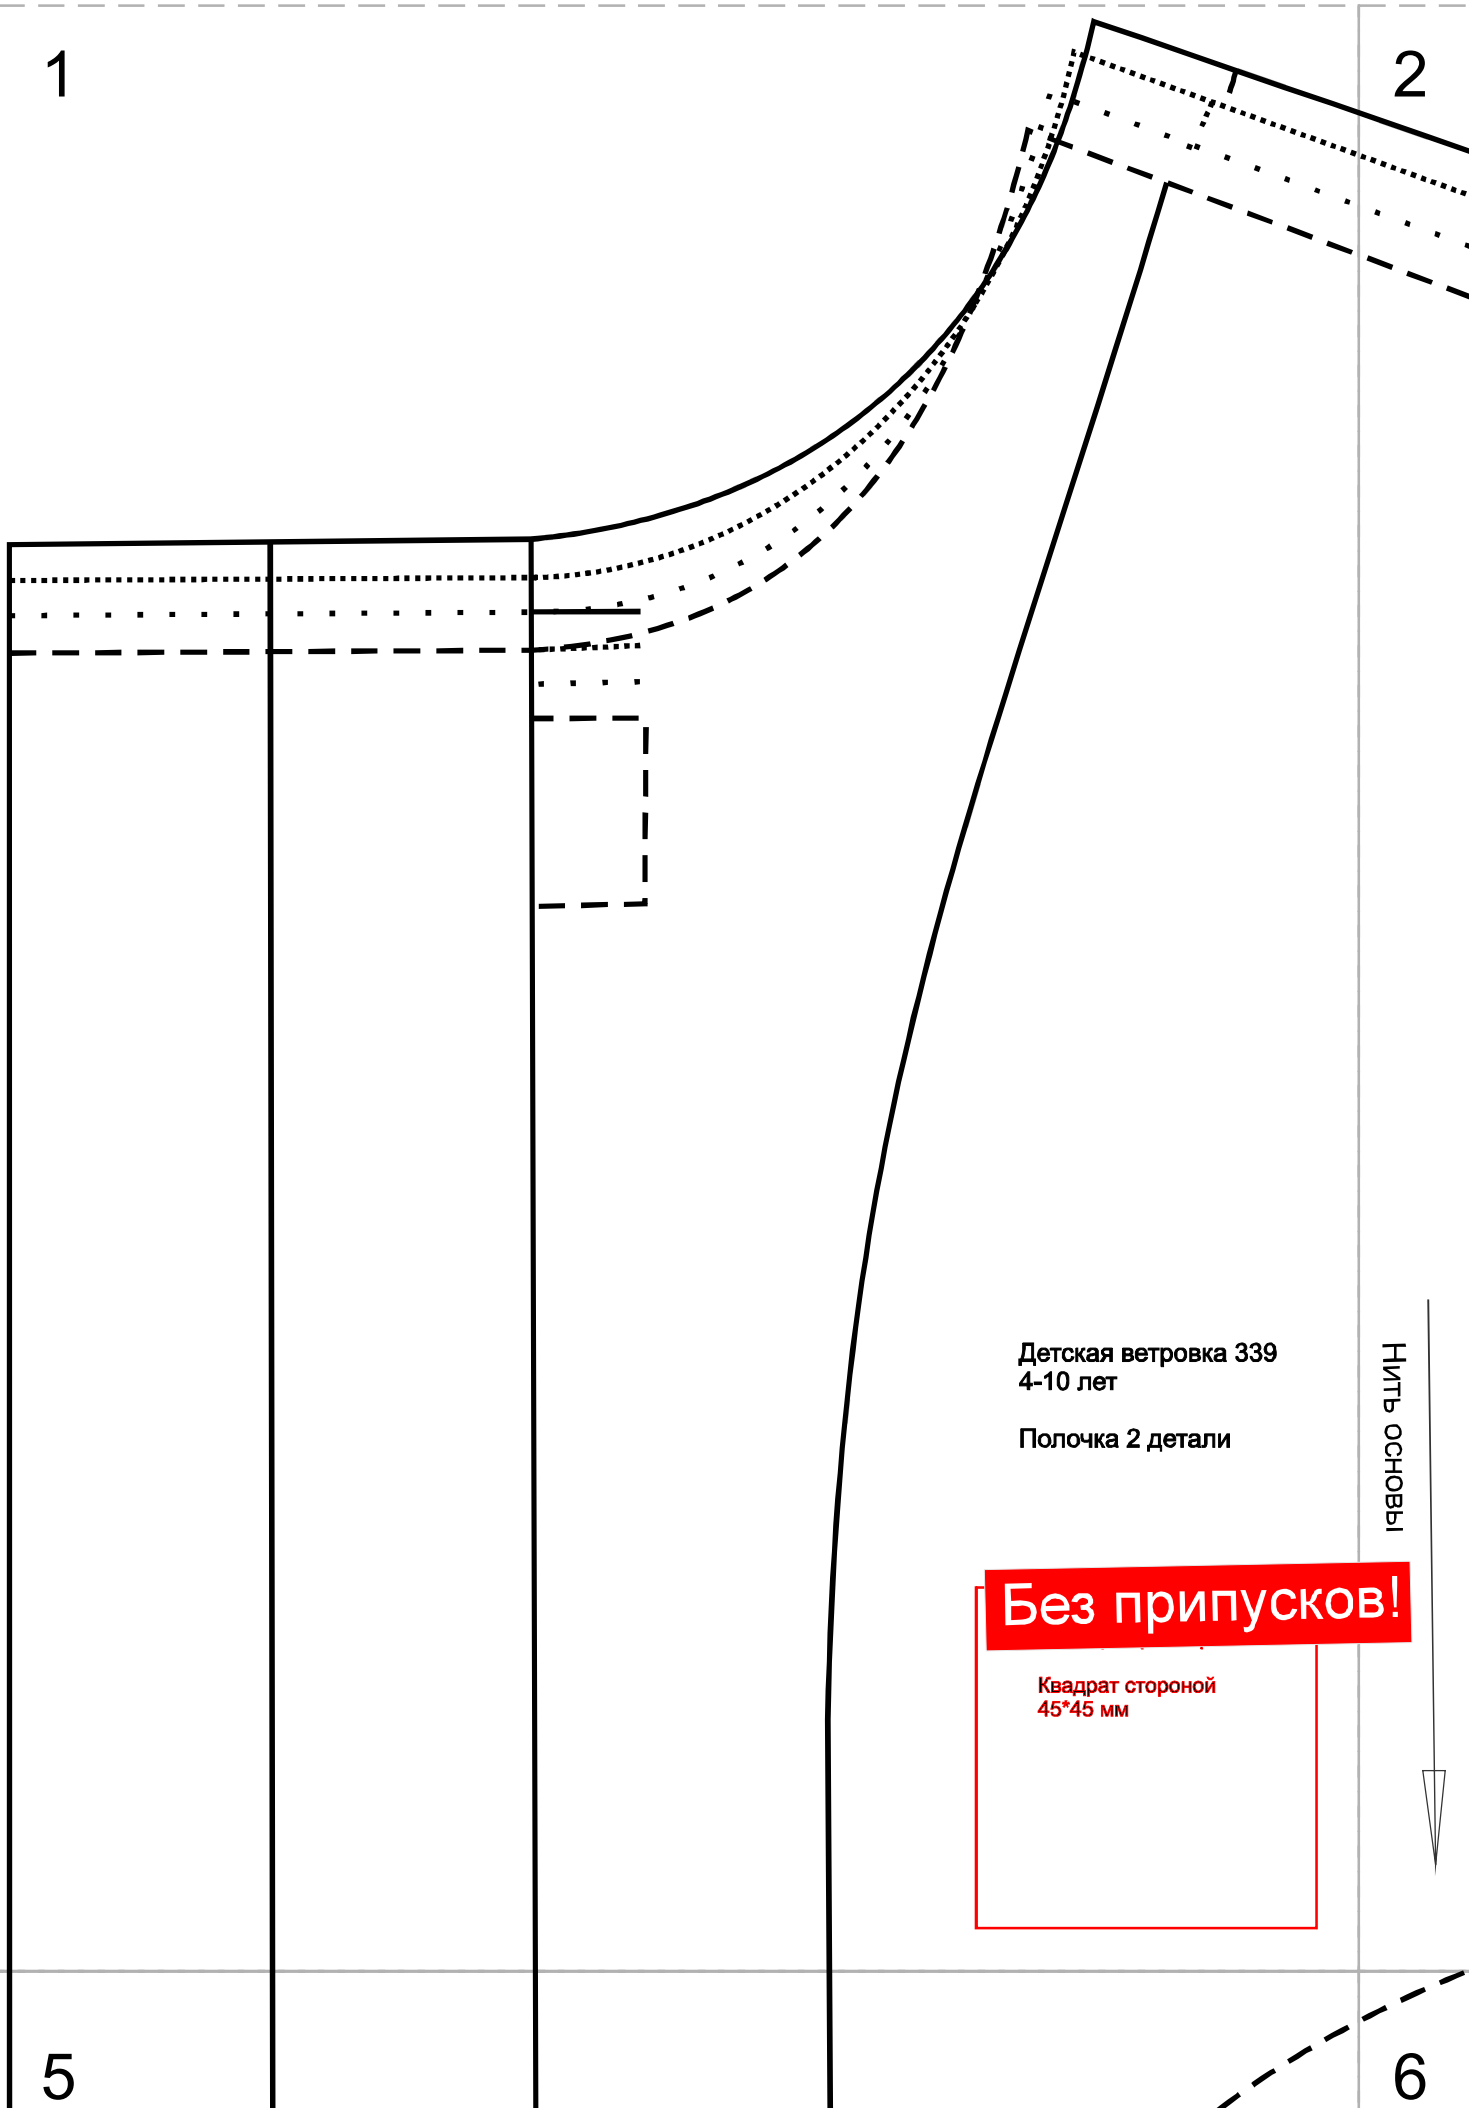 1
2
Детская ветровка 339
4-10 лет
Полочка 2 детали
Нить основы
Без припусков!
Квадрат стороной
45*45 мм
5
6